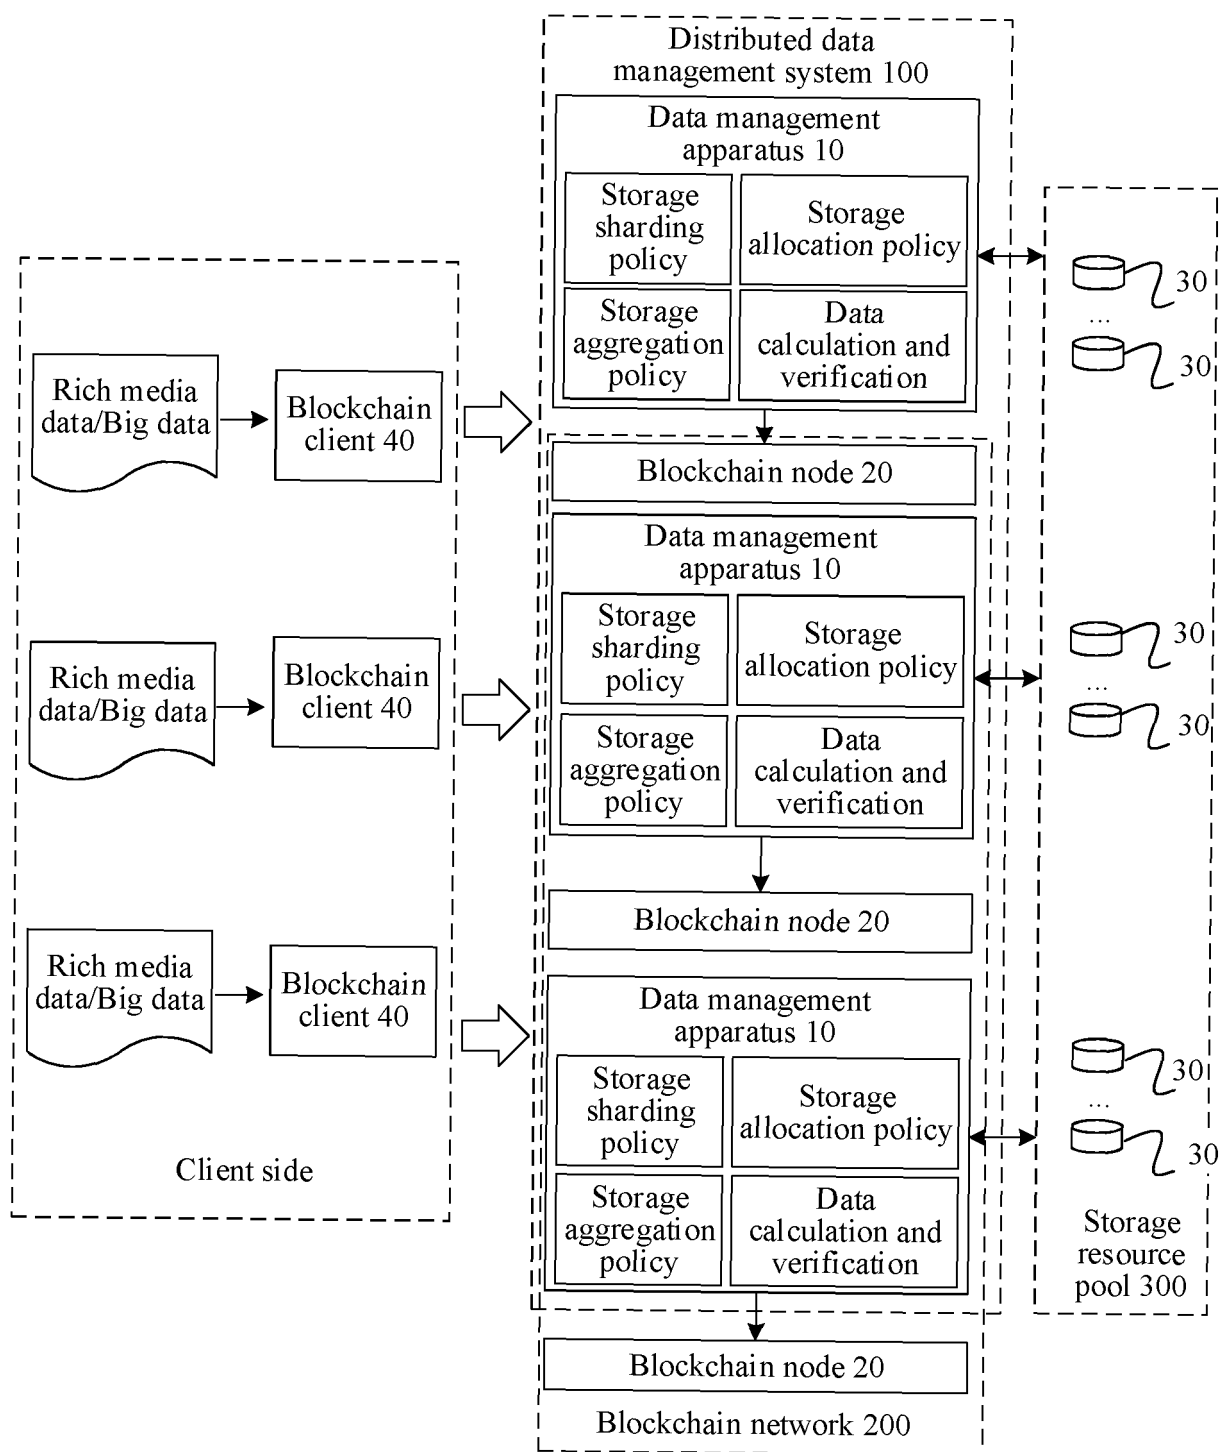 Distributed data
management system 100
Data management
apparatus 10
Storage
sharding
policy
Storage
allocation policy
Storage
aggregation
policy
Data
calculation and
verification
30
...
30
Rich media
data/Big data
Blockchain
client 40
Blockchain node 20
Data management
apparatus 10
Storage
sharding
policy
Storage
allocation policy
Storage
aggregation
policy
Data
calculation and
verification
30
...
30
Rich media
data/Big data
Blockchain
client 40
Blockchain node 20
Rich media
data/Big data
Blockchain
client 40
Data management
apparatus 10
Storage
sharding
policy
Storage
allocation policy
Storage
aggregation
policy
Data
calculation and
verification
30
...
30
Client side
Storage
resource
pool 300
Blockchain node 20
Blockchain network 200